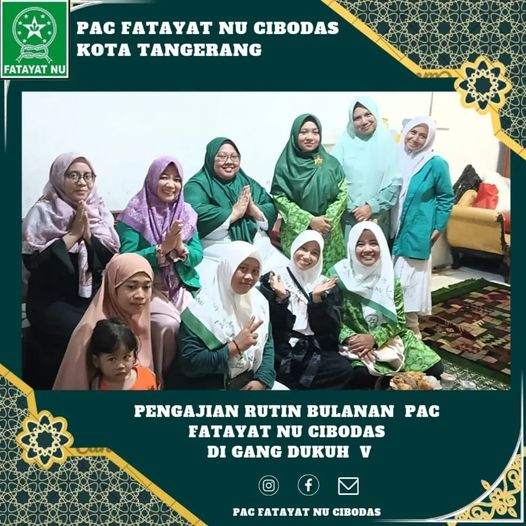 PAC FATAYAT NU CIBODAS
KOTA TANGERANG
FATAYAT NU
PENGAJIAN RUTIN BULANAN PAC
FATAYAT NU CIBODAS
DI GANG DUKUH V
PAC FATAYAT NU CIBODAS